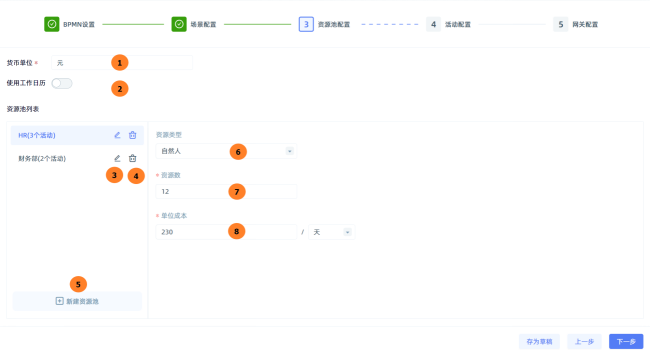 BPMN设置 场景配置 3 资源池配置 4 活动配置 5 网关配置
货币单位 * 元 1
使用工作日历 2
资源池列表
HR(3个活动)
财务部(2个活动)
3 4
5
新建资源池
资源类型
自然人 6
* 资源数
12 7
* 单位成本
230 8 / 天
存为草稿 上一步 下一步